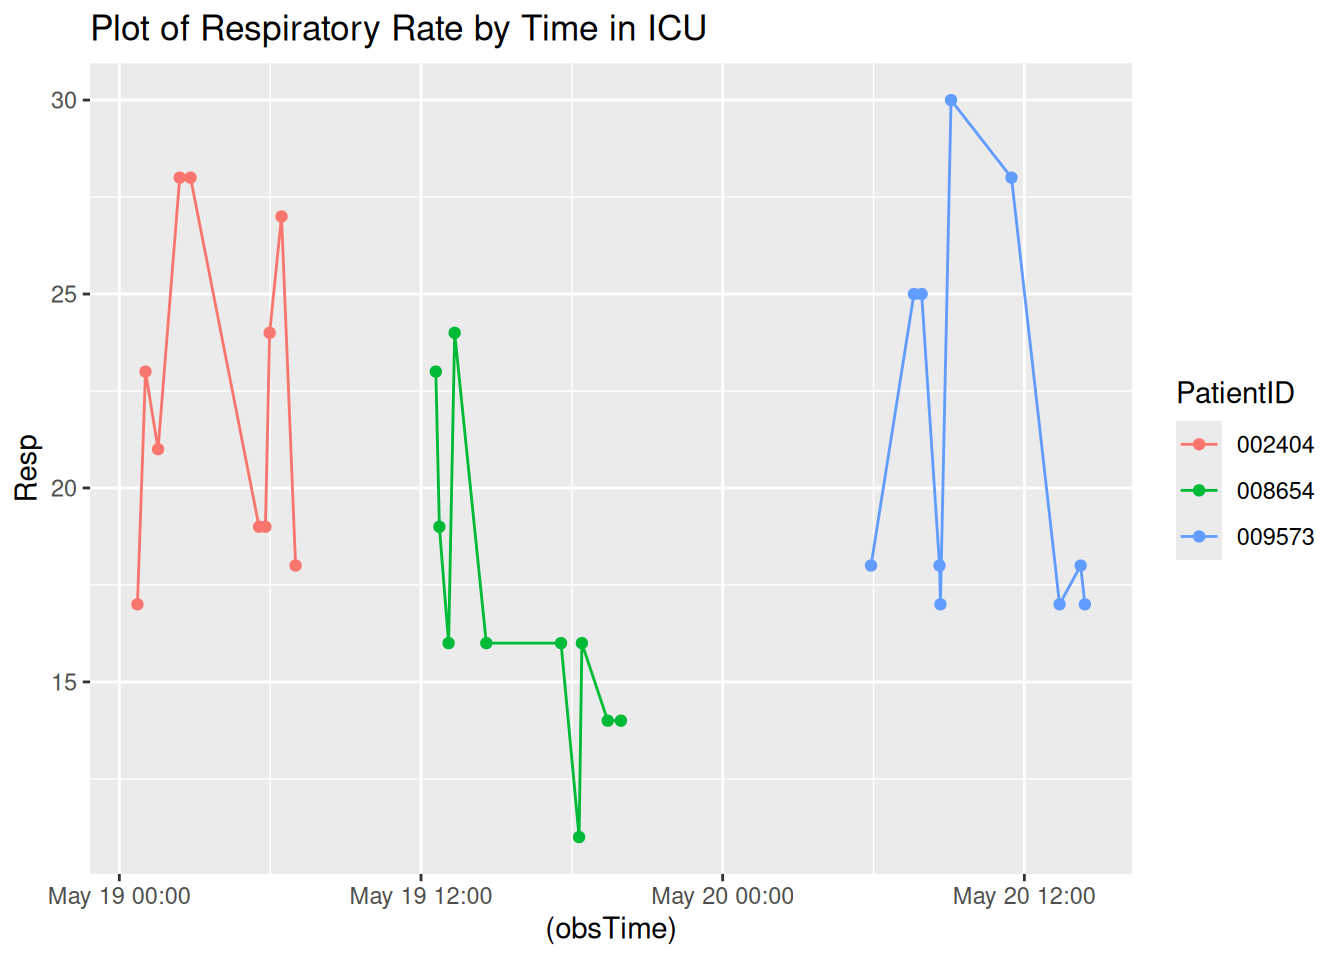 Plot of Respiratory Rate by Time in ICU
30
25
20
15
Resp
May 19 00:00
May 19 12:00
May 20 00:00
May 20 12:00
(obsTime)
PatientID
002404
008654
009573